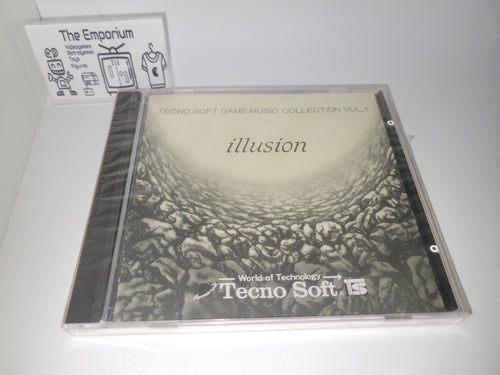 The Emporium
Videogames
Retrogames
Toys
Figures
TECNO SOFT GAME MUSIC COLLECTION VOL.1
illusion
World of Technology
Tecno Soft TS